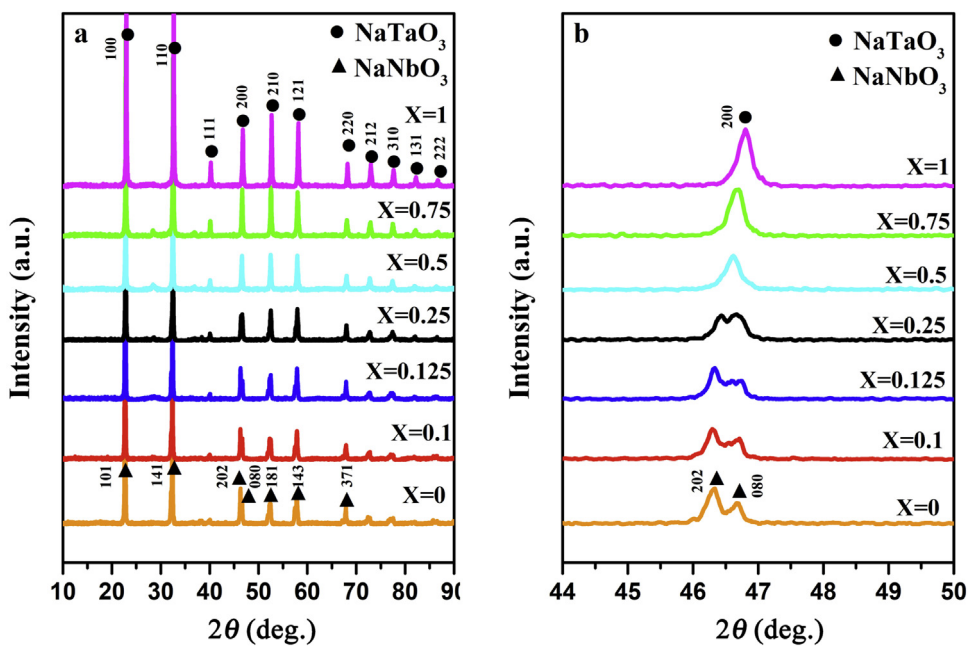 a
● NaTaO₃
▲ NaNbO₃
100
110
111
200
210
121
220
212
310
131
222
X=1
X=0.75
X=0.5
X=0.25
X=0.125
X=0.1
X=0
101
141
202
080
181
143
371
Intensity (a.u.)
10 20 30 40 50 60 70 80 90
2θ (deg.)
b
● NaTaO₃
▲ NaNbO₃
200
X=1
X=0.75
X=0.5
X=0.25
X=0.125
X=0.1
X=0
202
080
Intensity (a.u.)
44 45 46 47 48 49 50
2θ (deg.)